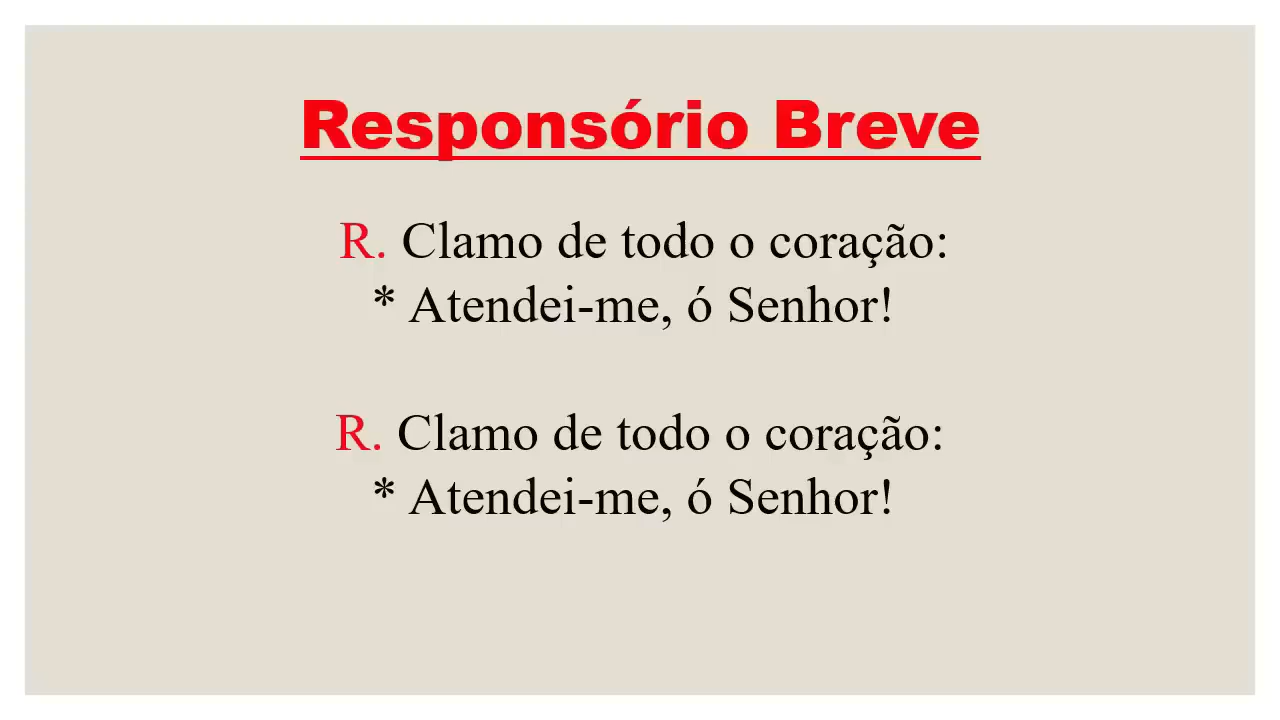 Responsório Breve
R. Clamo de todo o coração:
* Atendei-me, ó Senhor!
R. Clamo de todo o coração:
* Atendei-me, ó Senhor!